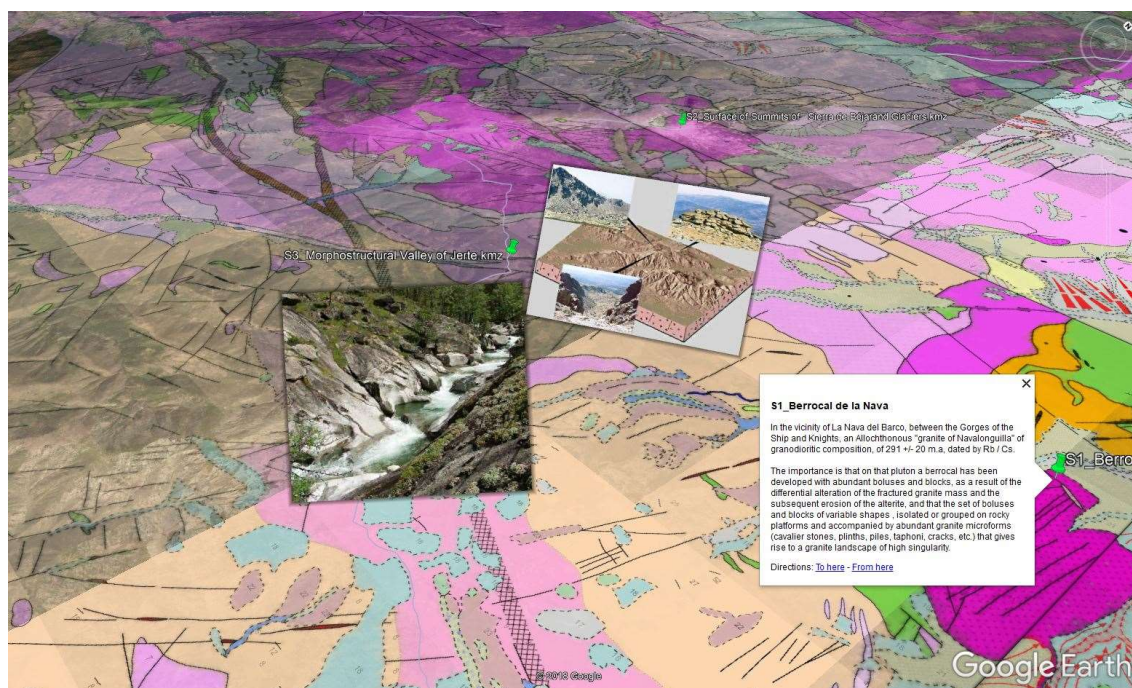 S2_Surface of Summits of Sierra de Bejarand Glaciers.kmz
S3_Morphostructural Valley of Jerte.kmz
S1_Berrocal de la Nava
In the vicinity of La Nava del Barco, between the Gorges of the
Ship and Knights, an Allochthonous "granite of Navalonguilla" of
granodioritic composition, of 291 +/- 20 m.a, dated by Rb / Cs.
The importance is that on that pluton a berrocal has been
developed with abundant boluses and blocks, as a result of the
differential alteration of the fractured granite mass and the
subsequent erosion of the alterite, and that the set of boluses
and blocks of variable shapes , isolated or grouped on rocky
platforms and accompanied by abundant granite microforms
(cavalier stones, plinths, piles, taphoni, cracks, etc.) that gives
rise to a granite landscape of high singularity.
Directions: To here - From here
S1_Berro
© 2018 Google
Google Earth